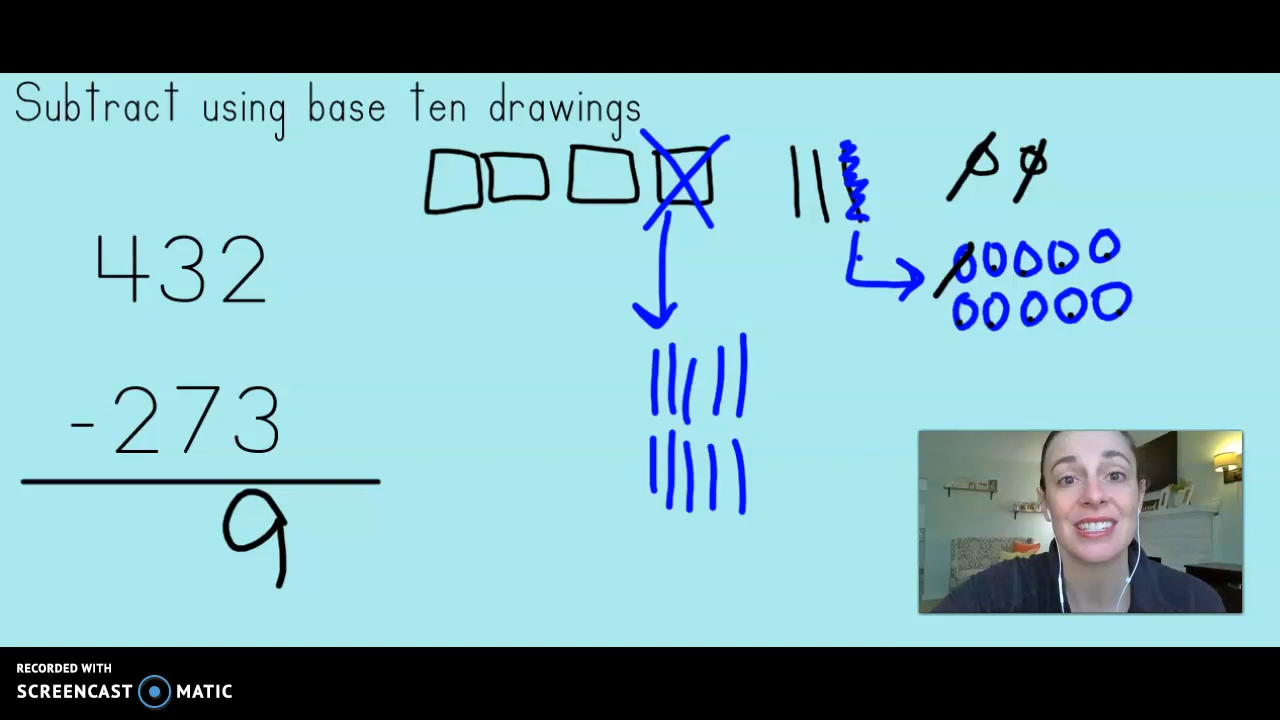 Subtract using base ten drawings
432
-273
9
RECORDED WITH
SCREENCAST MATIC